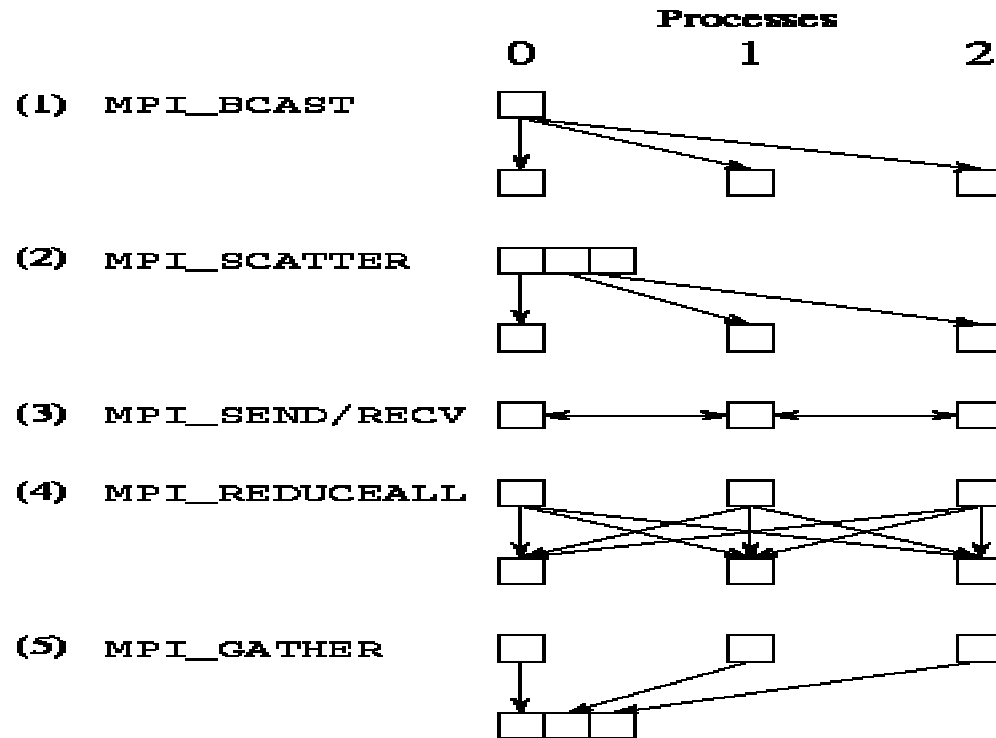 Processes
0 1 2
(1) MPI_BCAST
(2) MPI_SCATTER
(3) MPI_SEND/RECV
(4) MPI_REDUCEALL
(5) MPI_GATHER